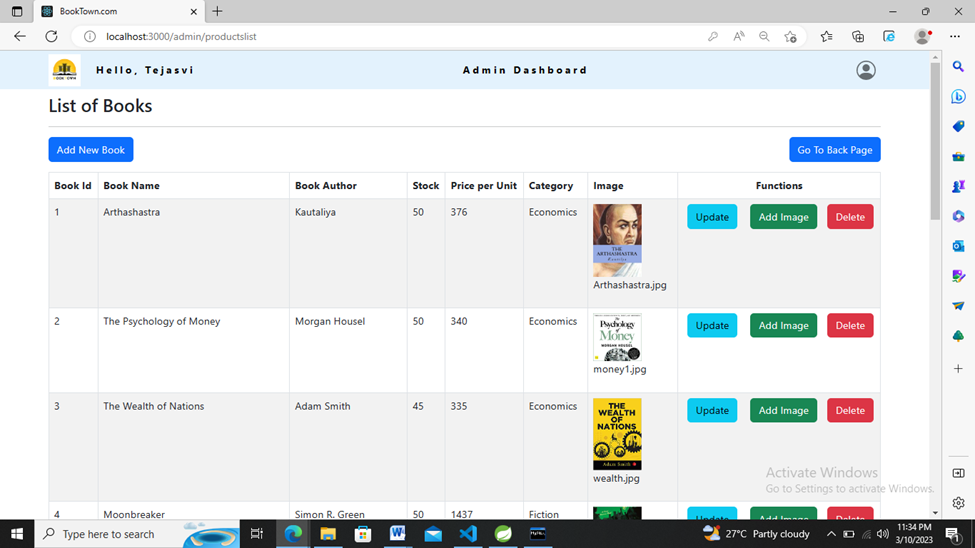 BookTown.com
localhost:3000/admin/productslist
Hello, Tejasvi
Admin Dashboard
List of Books
Add New Book
Go To Back Page
Book Id Book Name Book Author Stock Price per Unit Category Image Functions
1 Arthashastra Kautaliya 50 376 Economics
THE
ARTHASHASTRA
Arthashastra.jpg
Update Add Image Delete
2 The Psychology of Money Morgan Housel 50 340 Economics
The
Psychology
of
Money
MORGAN HOUSEL
money1.jpg
Update Add Image Delete
3 The Wealth of Nations Adam Smith 45 335 Economics
THE
WEALTH
OF
NATIONS
Adam Smith
wealth.jpg
Update Add Image Delete
4 Moonbreaker Simon R. Green 50 1437 Fiction
Update Add Image Delete
Activate Windows
Go to Settings to activate Windows.
Type here to search
27°C Partly cloudy
11:34 PM
3/10/2023
1